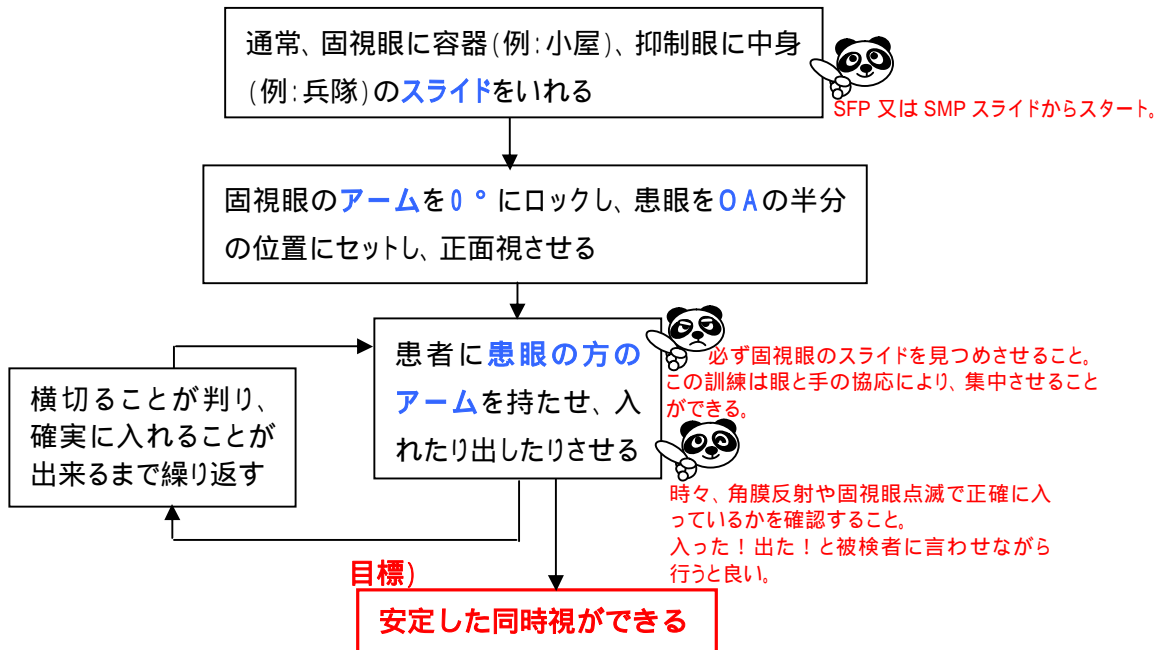 通常、固視眼に容器(例:小屋)、抑制眼に中身
(例:兵隊)のスライドをいれる
SFP 又は SMP スライドからスタート。
固視眼のアームを0°にロックし、患眼をOAの半分
の位置にセットし、正面視させる
患者に患眼の方の
アームを持たせ、入
れたり出したりさせる
必ず固視眼のスライドを見つめさせること。
この訓練は眼と手の協応により、集中させること
ができる。
横切ることが判り、
確実に入れることが
出来るまで繰り返す
時々、角膜反射や固視眼点滅で正確に入
っているかを確認すること。
入った!出た!と被検者に言わせながら
行うと良い。
目標)
安定した同時視ができる